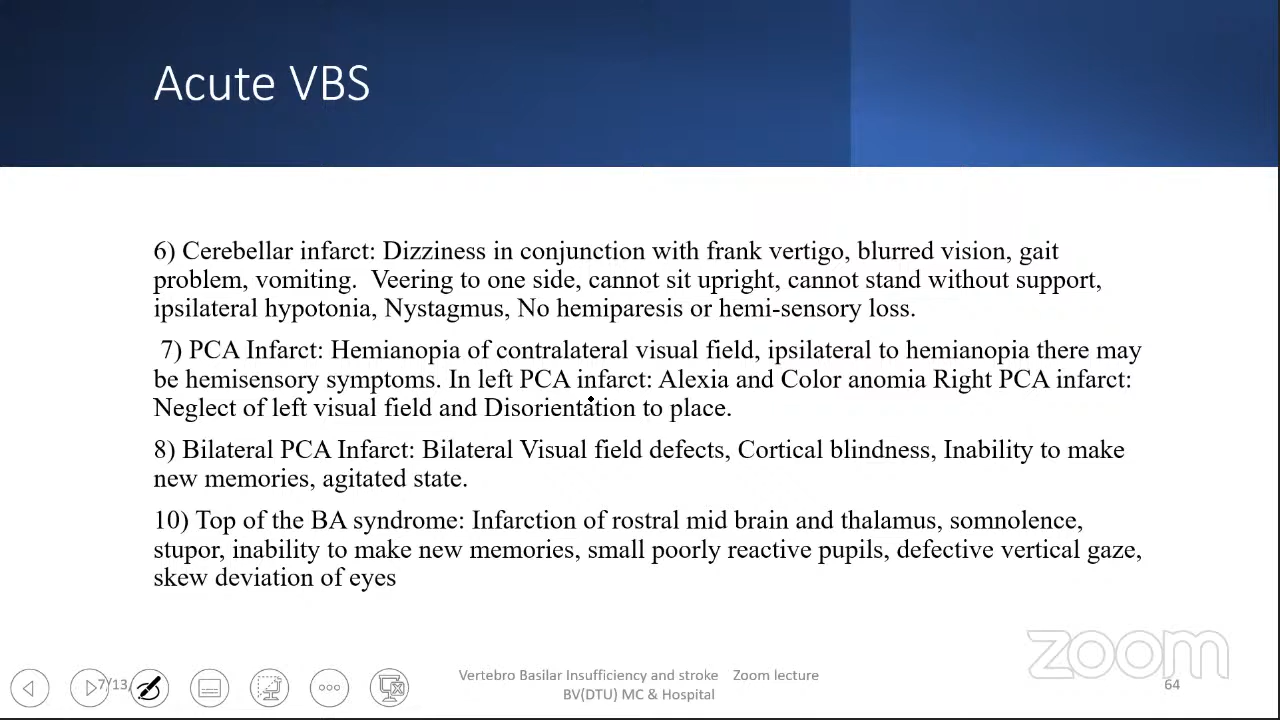 Acute VBS
6) Cerebellar infarct: Dizziness in conjunction with frank vertigo, blurred vision, gait
problem, vomiting.  Veering to one side, cannot sit upright, cannot stand without support,
ipsilateral hypotonia, Nystagmus, No hemiparesis or hemi-sensory loss.
7) PCA Infarct: Hemianopia of contralateral visual field, ipsilateral to hemianopia there may
be hemisensory symptoms. In left PCA infarct: Alexia and Color anomia Right PCA infarct:
Neglect of left visual field and Disorientation to place.
8) Bilateral PCA Infarct: Bilateral Visual field defects, Cortical blindness, Inability to make
new memories, agitated state.
10) Top of the BA syndrome: Infarction of rostral mid brain and thalamus, somnolence,
stupor, inability to make new memories, small poorly reactive pupils, defective vertical gaze,
skew deviation of eyes
zoom
7/13/
Vertebro Basilar Insufficiency and stroke    Zoom lecture
BV(DTU) MC & Hospital
64